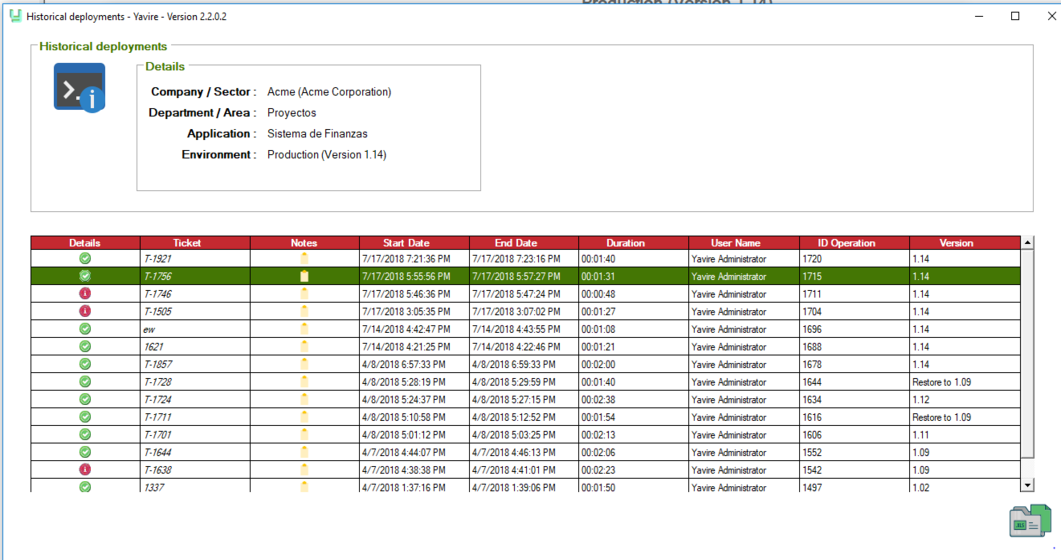 Production (Version 1.14)
Historical deployments - Yavire - Version 2.2.0.2
Historical deployments
Details
Company / Sector : Acme (Acme Corporation)
Department / Area : Proyectos
Application : Sistema de Finanzas
Environment : Production (Version 1.14)
Details Ticket Notes Start Date End Date Duration User Name ID Operation Version
T-1921 7/17/2018 7:21:36 PM 7/17/2018 7:23:16 PM 00:01:40 Yavire Administrator 1720 1.14
T-1756 7/17/2018 5:55:56 PM 7/17/2018 5:57:27 PM 00:01:31 Yavire Administrator 1715 1.14
T-1746 7/17/2018 5:46:36 PM 7/17/2018 5:47:24 PM 00:00:48 Yavire Administrator 1711 1.14
T-1505 7/17/2018 3:05:35 PM 7/17/2018 3:07:02 PM 00:01:27 Yavire Administrator 1704 1.14
ew 7/14/2018 4:42:47 PM 7/14/2018 4:43:55 PM 00:01:08 Yavire Administrator 1696 1.14
1621 7/14/2018 4:21:25 PM 7/14/2018 4:22:46 PM 00:01:21 Yavire Administrator 1688 1.14
T-1857 4/8/2018 6:57:33 PM 4/8/2018 6:59:33 PM 00:02:00 Yavire Administrator 1678 1.14
T-1728 4/8/2018 5:28:19 PM 4/8/2018 5:29:59 PM 00:01:40 Yavire Administrator 1644 Restore to 1.09
T-1724 4/8/2018 5:24:37 PM 4/8/2018 5:27:15 PM 00:02:38 Yavire Administrator 1634 1.12
T-1711 4/8/2018 5:10:58 PM 4/8/2018 5:12:52 PM 00:01:54 Yavire Administrator 1616 Restore to 1.09
T-1701 4/8/2018 5:01:12 PM 4/8/2018 5:03:25 PM 00:02:13 Yavire Administrator 1606 1.11
T-1644 4/7/2018 4:44:07 PM 4/7/2018 4:46:13 PM 00:02:06 Yavire Administrator 1552 1.09
T-1638 4/7/2018 4:38:38 PM 4/7/2018 4:41:01 PM 00:02:23 Yavire Administrator 1542 1.09
1337 4/7/2018 1:37:16 PM 4/7/2018 1:39:06 PM 00:01:50 Yavire Administrator 1497 1.02